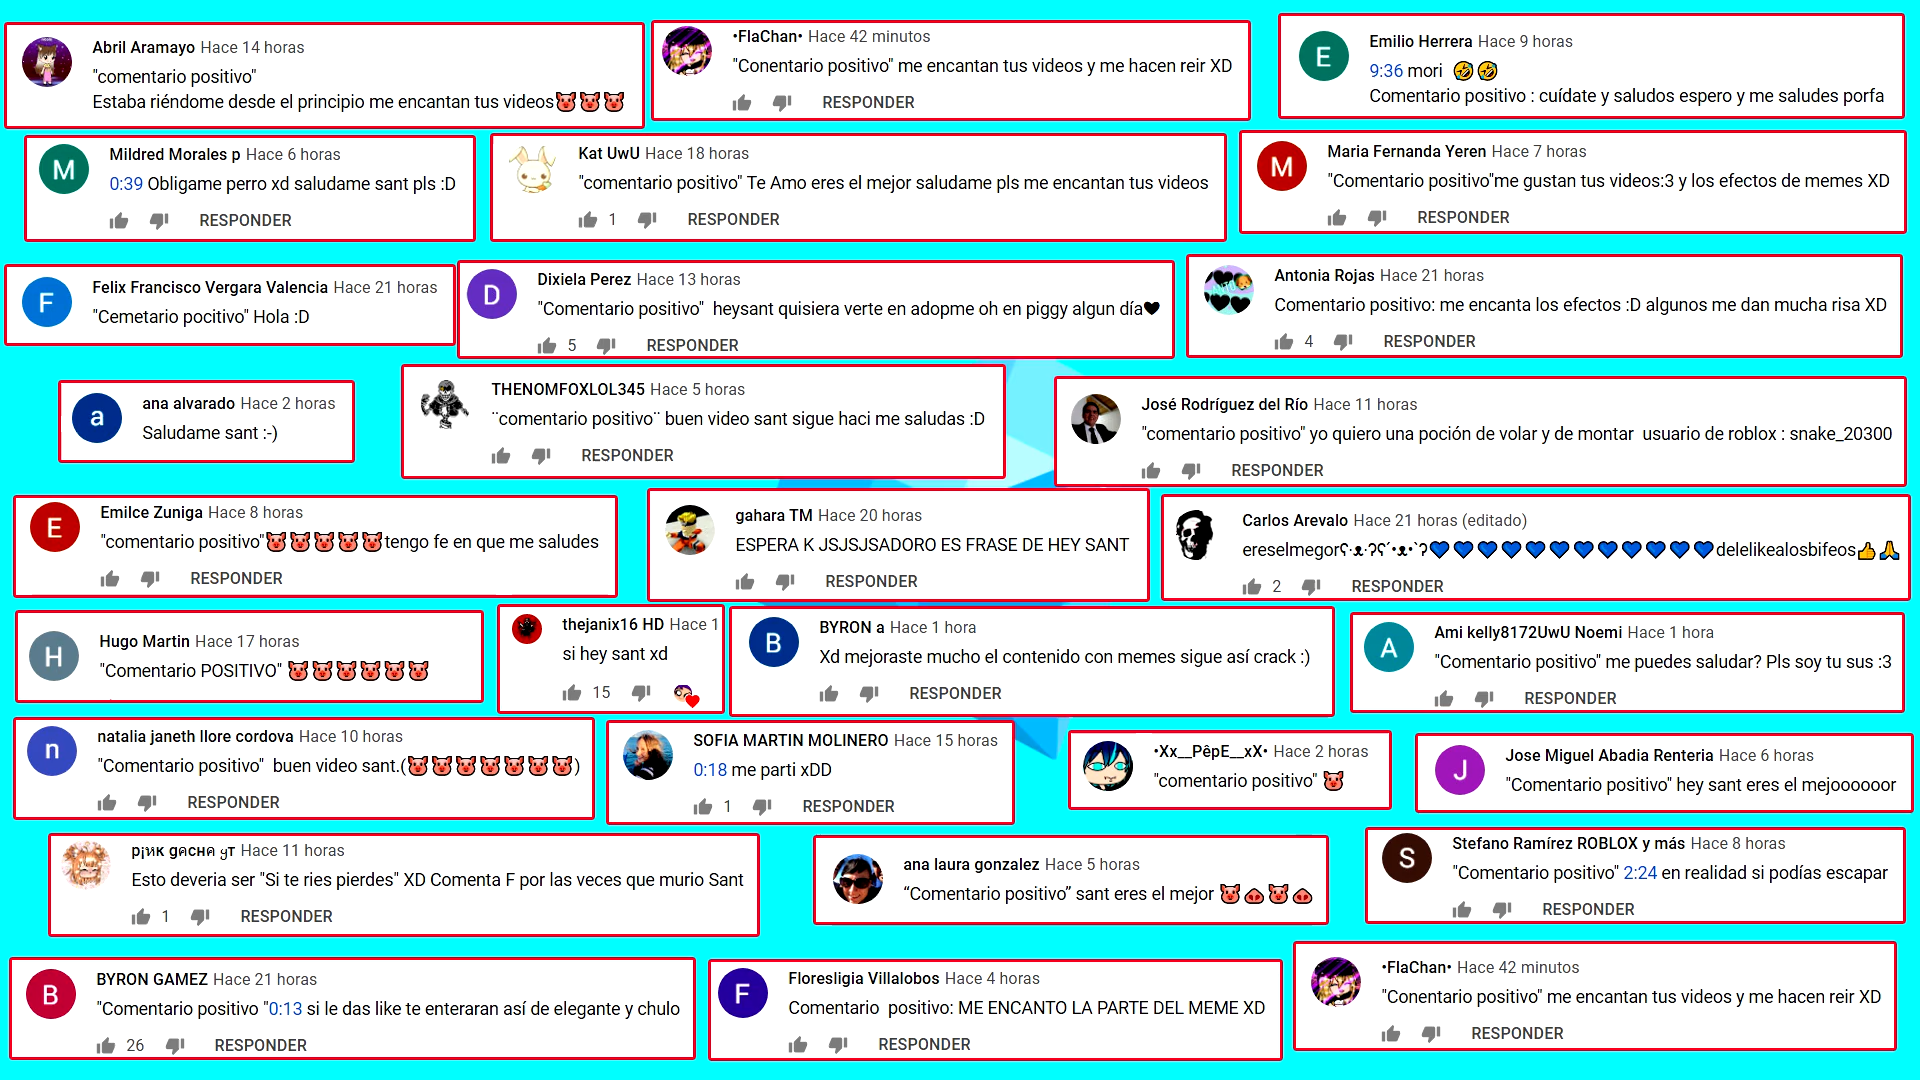 Abril Aramayo Hace 14 horas
"comentario positivo"
Estaba riéndome desde el principio me encantan tus videos🐷🐷🐷
•FlaChan• Hace 42 minutos
"Conentario positivo" me encantan tus videos y me hacen reir XD
RESPONDER
E
Emilio Herrera Hace 9 horas
9:36 mori 🤣🤣
Comentario positivo : cuídate y saludos espero y me saludes porfa
M
Mildred Morales p Hace 6 horas
0:39 Obligame perro xd saludame sant pls :D
RESPONDER
Kat UwU Hace 18 horas
"comentario positivo" Te Amo eres el mejor saludame pls me encantan tus videos
1 RESPONDER
M
Maria Fernanda Yeren Hace 7 horas
"Comentario positivo"me gustan tus videos:3 y los efectos de memes XD
RESPONDER
F
Felix Francisco Vergara Valencia Hace 21 horas
"Cemetario pocitivo" Hola :D
D
Dixiela Perez Hace 13 horas
"Comentario positivo" heysant quisiera verte en adopme oh en piggy algun día🖤
5 RESPONDER
Antonia Rojas Hace 21 horas
Comentario positivo: me encanta los efectos :D algunos me dan mucha risa XD
4 RESPONDER
a
ana alvarado Hace 2 horas
Saludame sant :-)
THENOMFOXLOL345 Hace 5 horas
¨comentario positivo¨ buen video sant sigue haci me saludas :D
RESPONDER
José Rodríguez del Río Hace 11 horas
"comentario positivo" yo quiero una poción de volar y de montar usuario de roblox : snake_20300
RESPONDER
E
Emilce Zuniga Hace 8 horas
"comentario positivo"🐷🐷🐷🐷🐷tengo fe en que me saludes
RESPONDER
gahara TM Hace 20 horas
ESPERA K JSJSJSADORO ES FRASE DE HEY SANT
RESPONDER
Carlos Arevalo Hace 21 horas (editado)
ereselmegorʕ·ᴥ·ʔʕ´•ᴥ•`ʔ💙💙💙💙💙💙💙💙💙💙💙💙delelikealosbifeos👍🙏
2 RESPONDER
H
Hugo Martin Hace 17 horas
"Comentario POSITIVO" 🐷🐷🐷🐷🐷🐷
thejanix16 HD Hace 1
si hey sant xd
15
B
BYRON a Hace 1 hora
Xd mejoraste mucho el contenido con memes sigue así crack :)
RESPONDER
A
Ami kelly8172UwU Noemi Hace 1 hora
"Comentario positivo" me puedes saludar? Pls soy tu sus :3
RESPONDER
n
natalia janeth llore cordova Hace 10 horas
"Comentario positivo" buen video sant.(🐷🐷🐷🐷🐷🐷🐷)
RESPONDER
SOFIA MARTIN MOLINERO Hace 15 horas
0:18 me parti xDD
1 RESPONDER
•Xx__PêpE__xX• Hace 2 horas
"comentario positivo" 🐷
J
Jose Miguel Abadia Renteria Hace 6 horas
"Comentario positivo" hey sant eres el mejoooooor
pįнк gαcнα ყт Hace 11 horas
Esto deveria ser "Si te ries pierdes" XD Comenta F por las veces que murio Sant
1 RESPONDER
ana laura gonzalez Hace 5 horas
“Comentario positivo” sant eres el mejor 🐷🐽🐷🐽
S
Stefano Ramírez ROBLOX y más Hace 8 horas
"Comentario positivo" 2:24 en realidad si podías escapar
RESPONDER
B
BYRON GAMEZ Hace 21 horas
"Comentario positivo "0:13 si le das like te enteraran así de elegante y chulo
26 RESPONDER
F
Floresligia Villalobos Hace 4 horas
Comentario positivo: ME ENCANTO LA PARTE DEL MEME XD
RESPONDER
•FlaChan• Hace 42 minutos
"Conentario positivo" me encantan tus videos y me hacen reir XD
RESPONDER